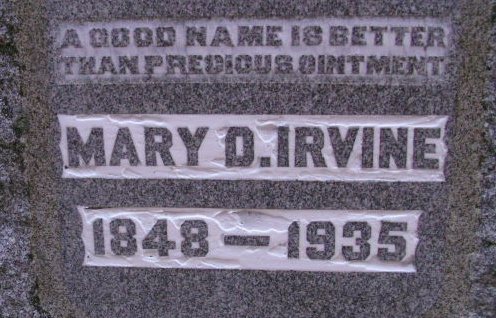 A GOOD NAME IS BETTER
THAN PRECIOUS OINTMENT
MARY D. IRVINE
1848 — 1935